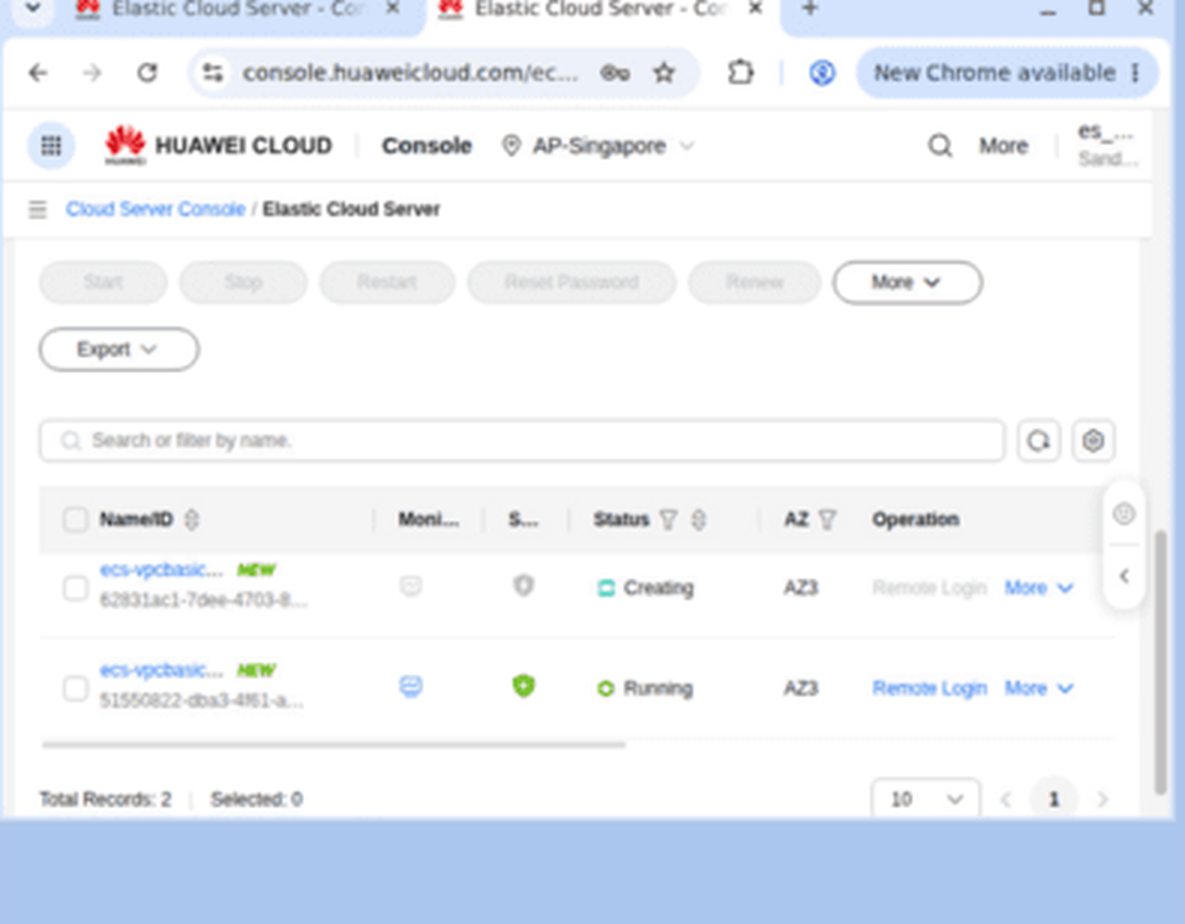 Elastic Cloud Server - Con
Elastic Cloud Server - Con
console.huaweicloud.com/ec...
New Chrome available
HUAWEI
HUAWEI CLOUD
Console
AP-Singapore
More
es_...
Sand...
Cloud Server Console / Elastic Cloud Server
Start Stop Restart Reset Password Renew More
Export
Search or filter by name.
Name/ID Moni... S... Status AZ Operation
ecs-vpcbasic... NEW
62831ac1-7dee-4703-8...
Creating AZ3 Remote Login More
ecs-vpcbasic... NEW
51550822-dba3-4f61-a...
Running AZ3 Remote Login More
Total Records: 2 Selected: 0 10 1